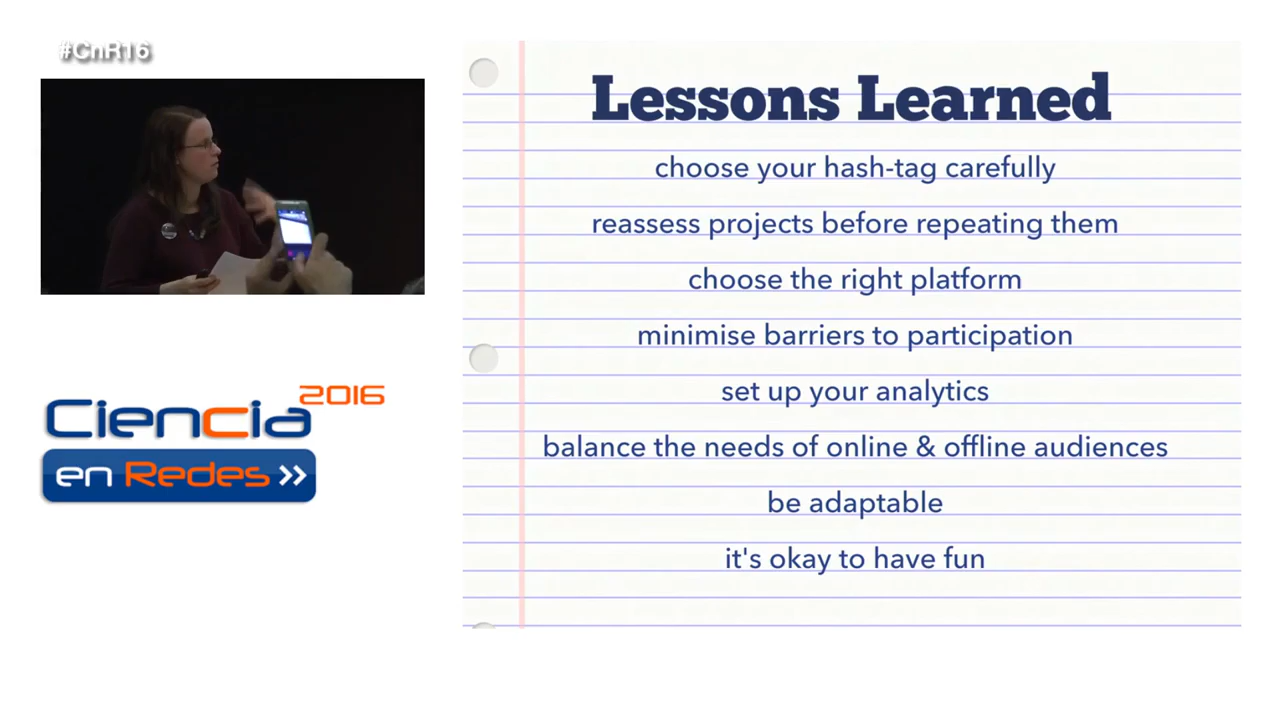 #CnR16
Lessons Learned
choose your hash-tag carefully
reassess projects before repeating them
choose the right platform
minimise barriers to participation
set up your analytics
balance the needs of online & offline audiences
be adaptable
it's okay to have fun
Ciencia 2016
en Redes »